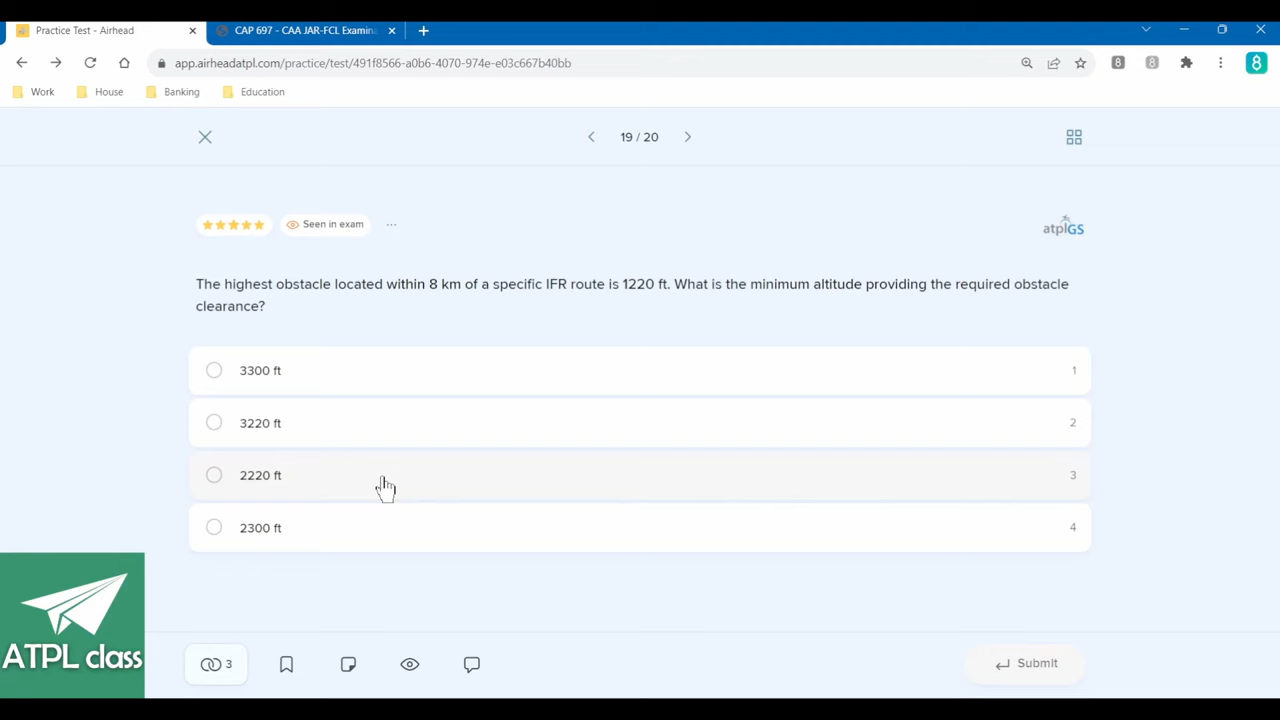 Practice Test - Airhead
CAP 697 - CAA JAR-FCL Examin
app.airheadatpl.com/practice/test/491f8566-a0b6-4070-974e-e03c667b40bb
Work House Banking Education
19 / 20
Seen in exam ...
atplGS
The highest obstacle located within 8 km of a specific IFR route is 1220 ft. What is the minimum altitude providing the required obstacle
clearance?
3300 ft 1
3220 ft 2
2220 ft 3
2300 ft 4
ATPL class
3 Submit